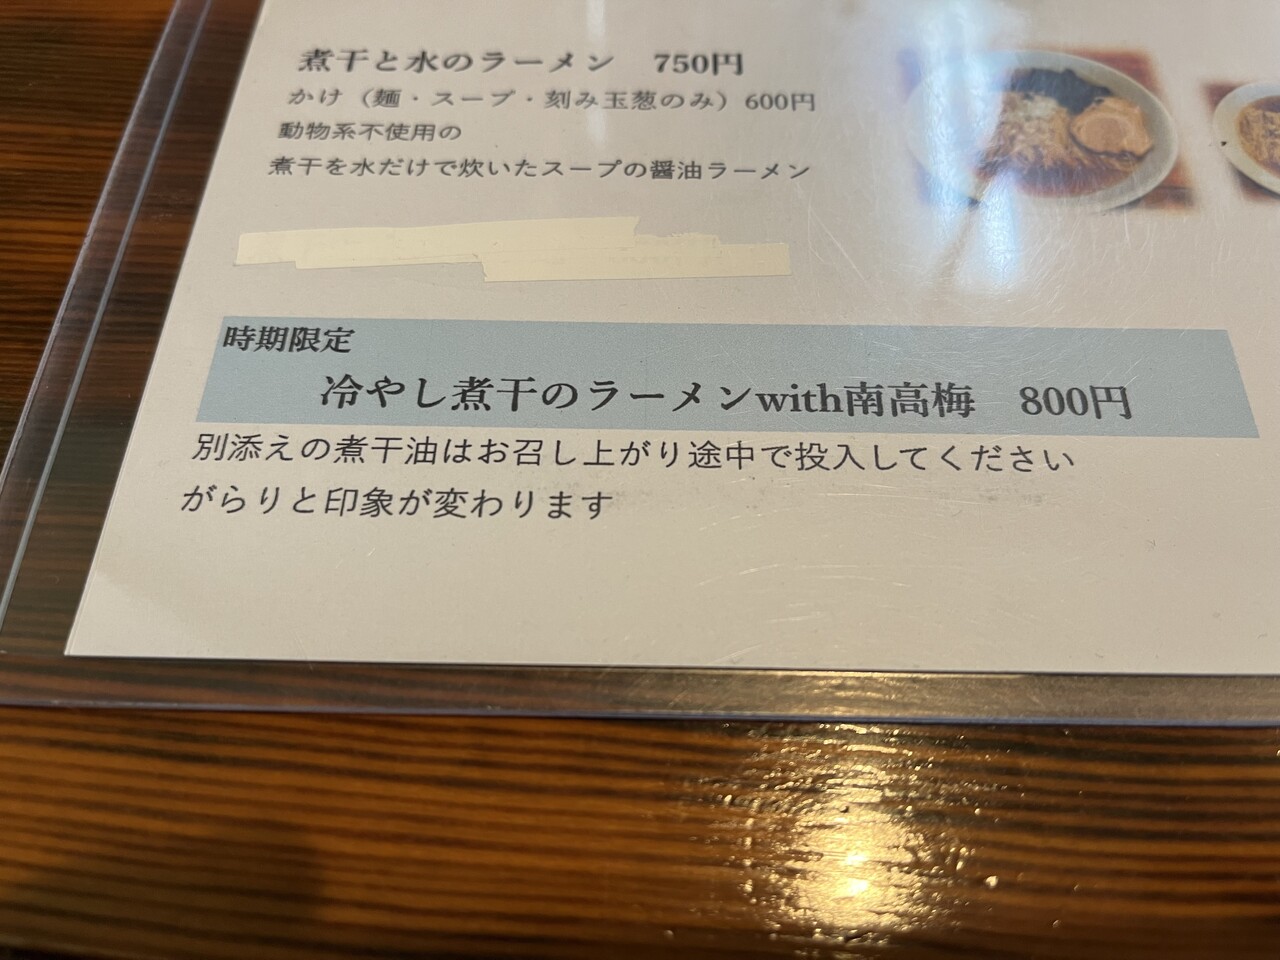 煮干と水のラーメン　750円
かけ（麺・スープ・刻み玉葱のみ）600円
動物系不使用の
煮干を水だけで炊いたスープの醤油ラーメン
時期限定
冷やし煮干のラーメンwith南高梅　800円
別添えの煮干油はお召し上がり途中で投入してください
がらりと印象が変わります